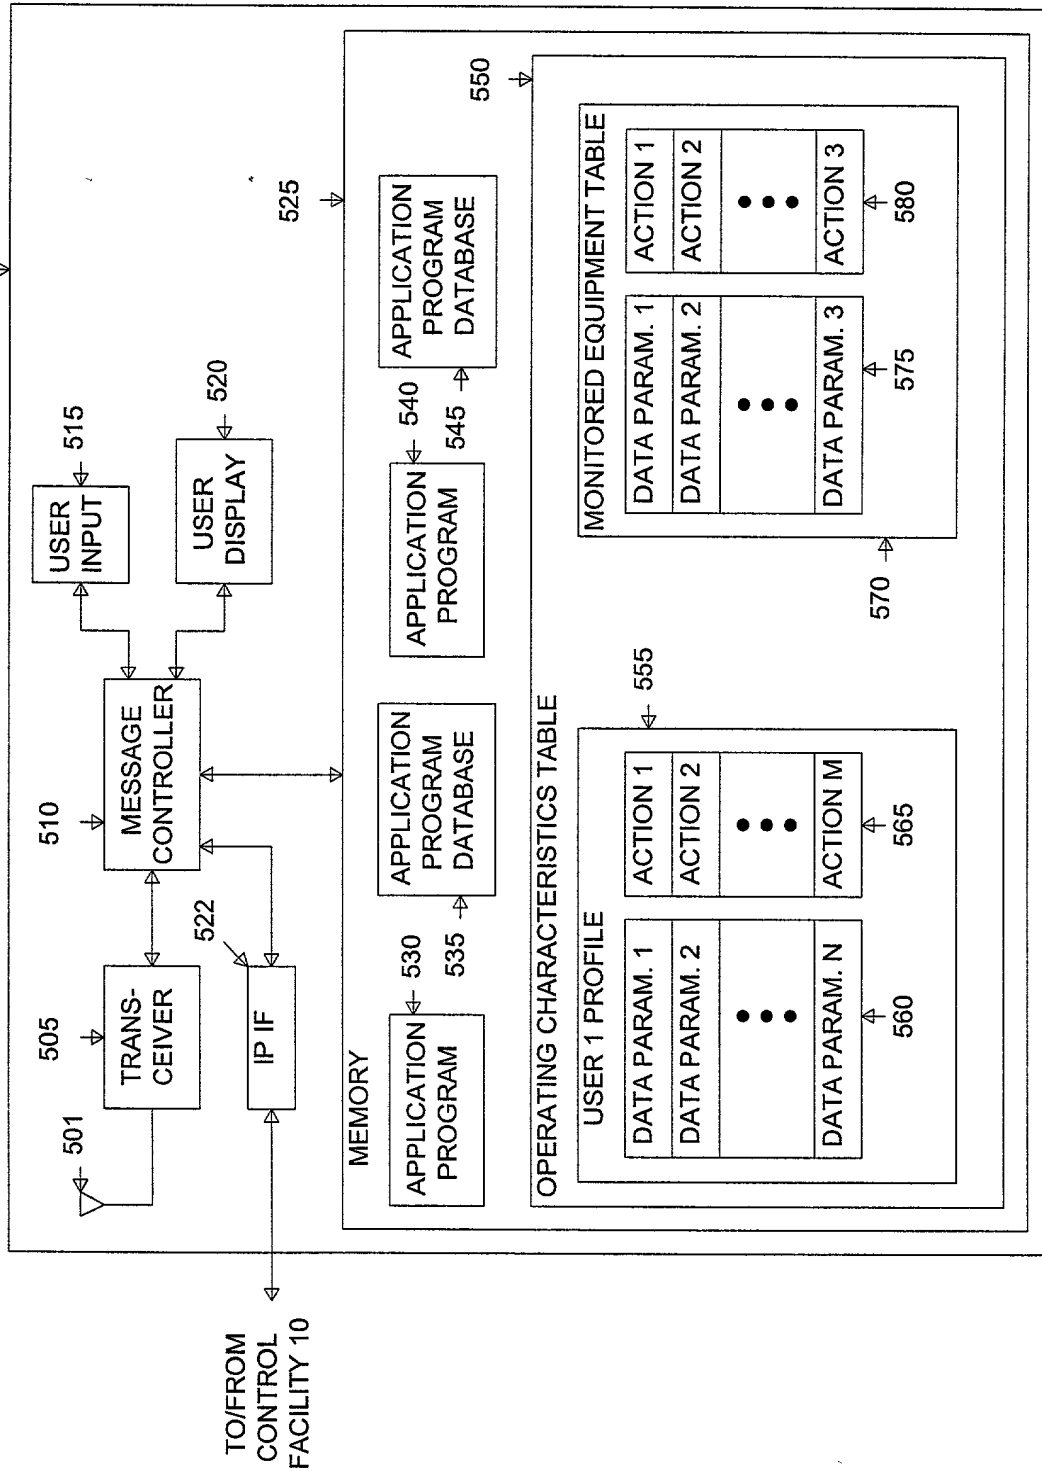 TO/FROM
CONTROL
FACILITY 10
501
505
TRANS-
CEIVER
522
IP IF
510
MESSAGE
CONTROLLER
USER
INPUT
515
USER
DISPLAY
520
525
MEMORY
APPLICATION
PROGRAM
530
APPLICATION
PROGRAM
DATABASE
535
APPLICATION
PROGRAM
540
APPLICATION
PROGRAM
DATABASE
545
550
OPERATING CHARACTERISTICS TABLE
555
USER 1 PROFILE
DATA PARAM. 1
DATA PARAM. 2
DATA PARAM. N
560
ACTION 1
ACTION 2
ACTION M
565
570
MONITORED EQUIPMENT TABLE
DATA PARAM. 1
DATA PARAM. 2
DATA PARAM. 3
575
ACTION 1
ACTION 2
ACTION 3
580